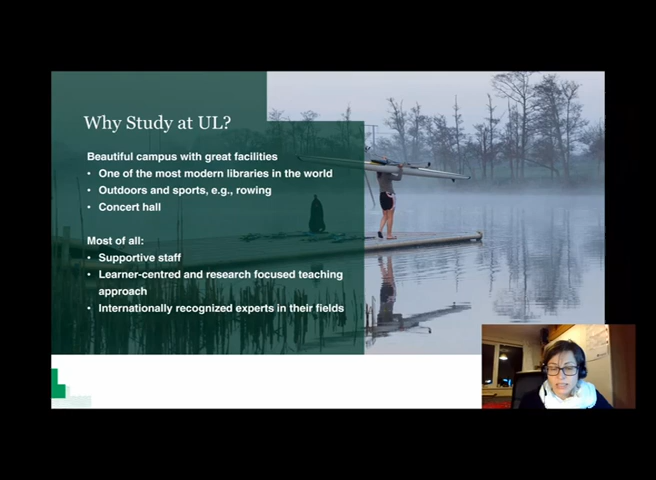 Why Study at UL?
Beautiful campus with great facilities
• One of the most modern libraries in the world
• Outdoors and sports, e.g., rowing
• Concert hall
Most of all:
• Supportive staff
• Learner-centred and research focused teaching
approach
• Internationally recognized experts in their fields